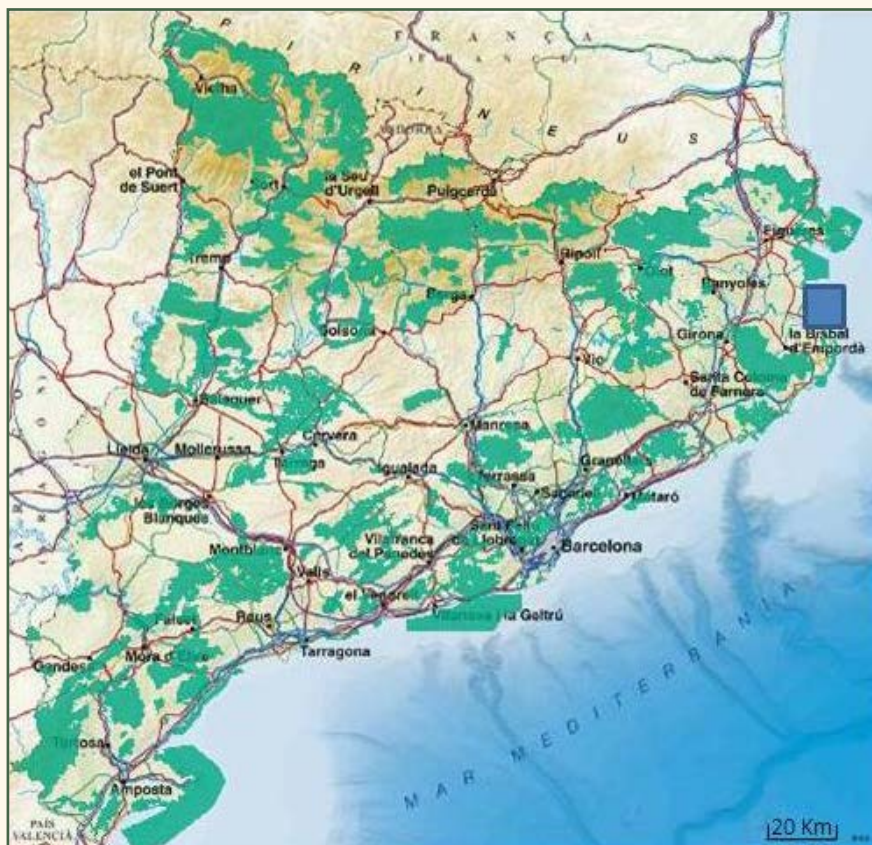 FRANÇA
Vielha
el Pont
de Suert
Sort
la Seu
d'Urgell
Puigcerdà
PIRINEUS
Figueres
Tremp
Ripoll
Olot
Banyoles
Berga
Solsona
Girona
la Bisbal
d'Empordà
Vic
Santa Coloma
de Farners
Balaguer
Manresa
Cervera
Lleida
Mollerussa
Tàrrega
Igualada
Granollers
Terrassa
Sabadell
Mataró
les Borges
Blanques
Sant Feliu
de Llobregat
Vilafranca
del Penedès
Barcelona
Montblanc
Valls
el Vendrell
Vilanova i la Geltrú
Reus
Falset
Tarragona
Gandesa
Móra d'Ebre
MAR MEDITERRÀNIA
Tortosa
Amposta
PAÍS
VALENCIÀ
20 Km